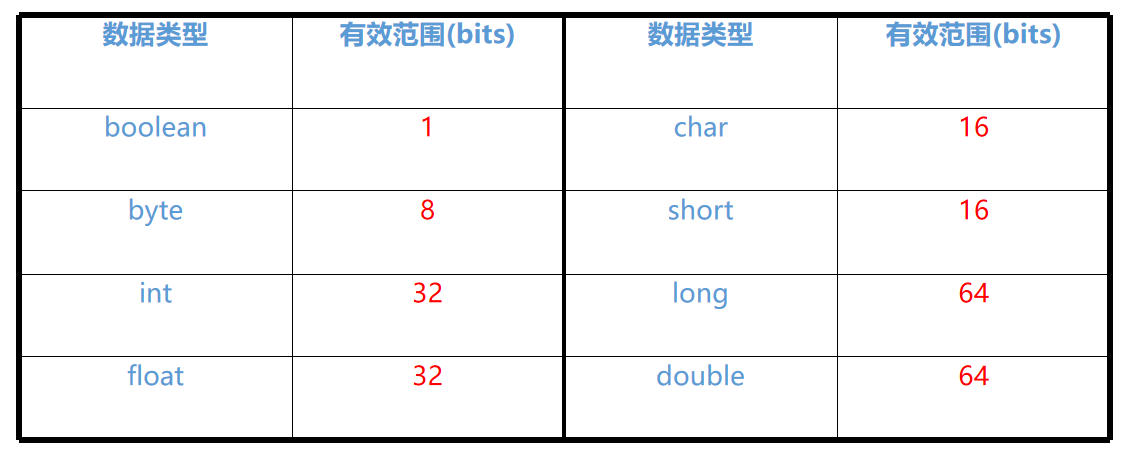 数据类型 有效范围(bits) 数据类型 有效范围(bits)
boolean 1 char 16
byte 8 short 16
int 32 long 64
float 32 double 64